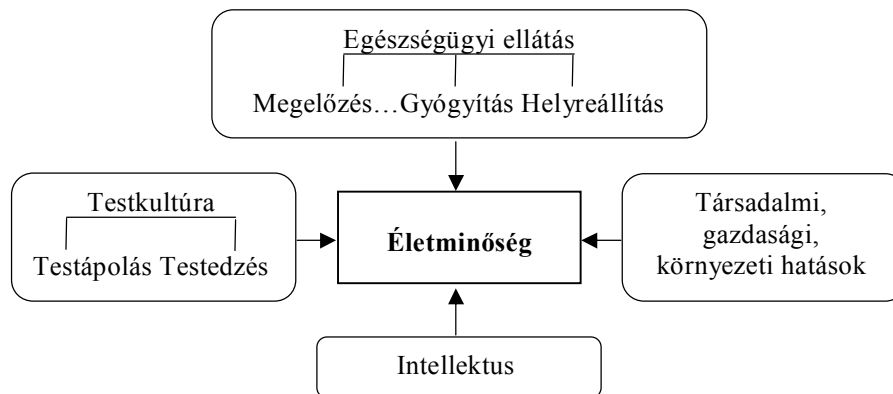 Egészségügyi ellátás
Megelőzés…Gyógyítás Helyreállítás
Testkultúra
Testápolás Testedzés
Életminőség
Társadalmi,
gazdasági,
környezeti hatások
Intellektus